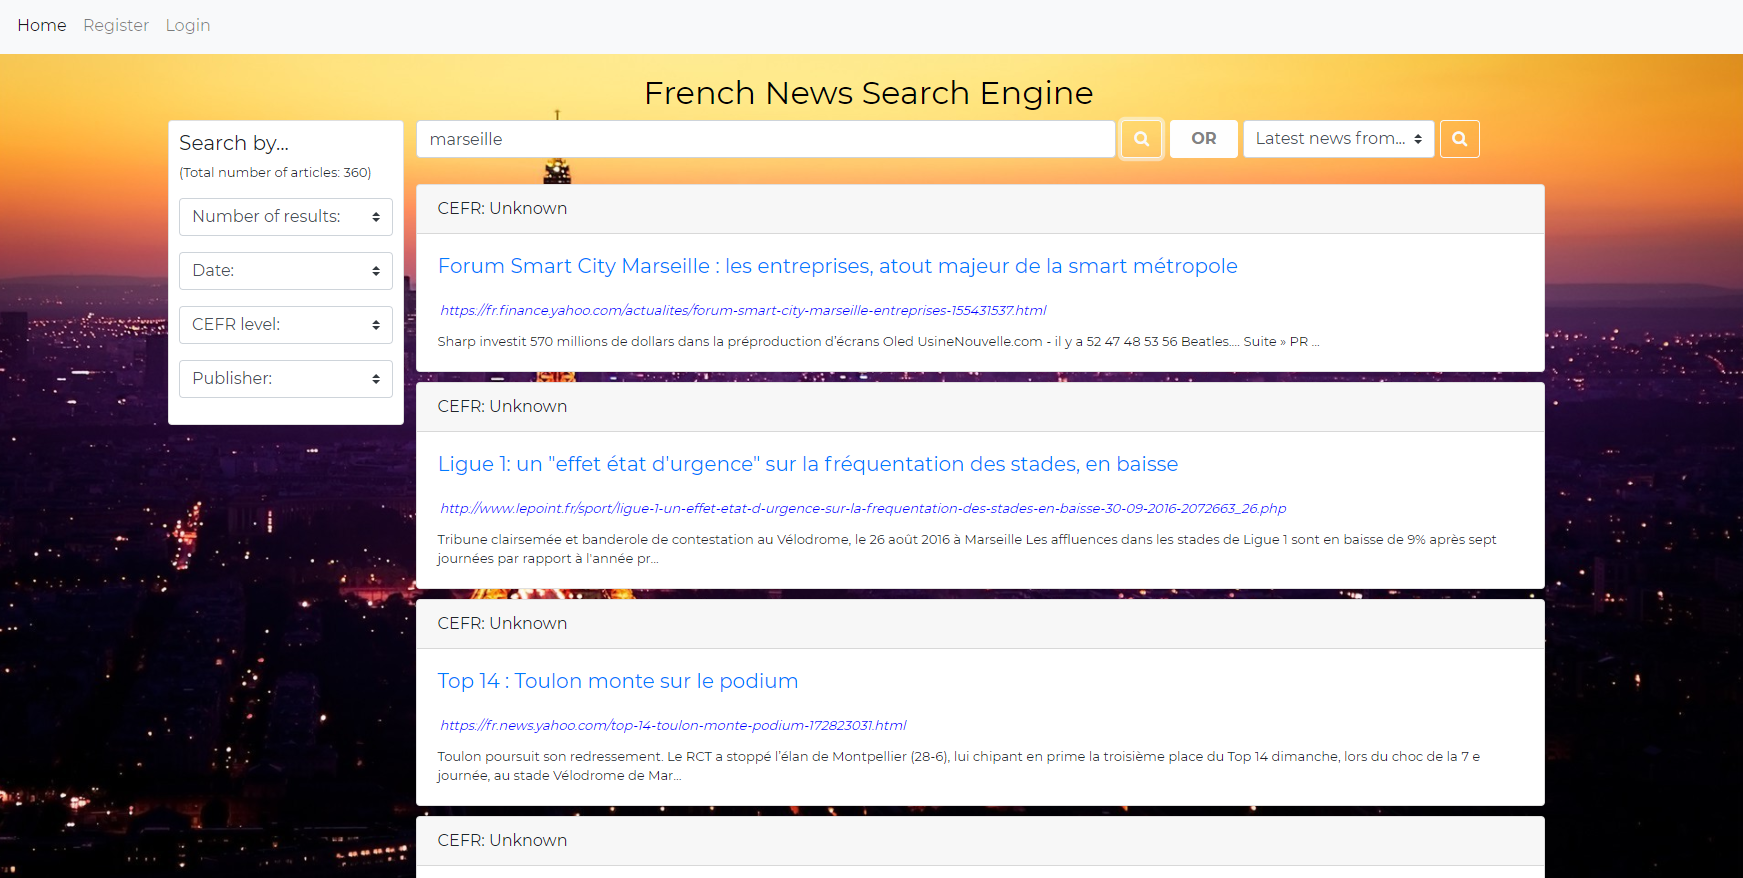 Home Register Login
French News Search Engine
Search by...
(Total number of articles: 360)
Number of results:
Date:
CEFR level:
Publisher:
marseille OR Latest news from...
CEFR: Unknown
Forum Smart City Marseille : les entreprises, atout majeur de la smart métropole
https://fr.finance.yahoo.com/actualites/forum-smart-city-marseille-entreprises-155431537.html
Sharp investit 570 millions de dollars dans la préproduction d’écrans Oled UsineNouvelle.com - il y a 52 47 48 53 56 Beatles.... Suite » PR ...
CEFR: Unknown
Ligue 1: un "effet état d'urgence" sur la fréquentation des stades, en baisse
http://www.lepoint.fr/sport/ligue-1-un-effet-etat-d-urgence-sur-la-frequentation-des-stades-en-baisse-30-09-2016-2072663_26.php
Tribune clairsemée et banderole de contestation au Vélodrome, le 26 août 2016 à Marseille Les affluences dans les stades de Ligue 1 sont en baisse de 9% après sept
journées par rapport à l'année pr...
CEFR: Unknown
Top 14 : Toulon monte sur le podium
https://fr.news.yahoo.com/top-14-toulon-monte-podium-172823031.html
Toulon poursuit son redressement. Le RCT a stoppé l’élan de Montpellier (28-6), lui chipant en prime la troisième place du Top 14 dimanche, lors du choc de la 7 e
journée, au stade Vélodrome de Mar...
CEFR: Unknown